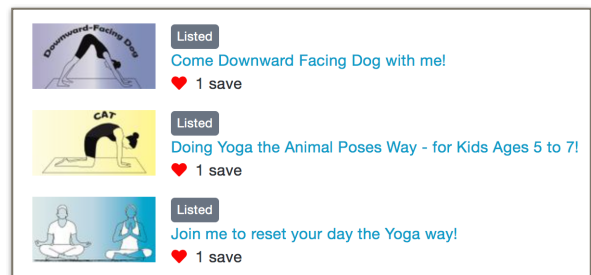 Downward-Facing Dog
Listed
Come Downward Facing Dog with me!
1 save
CAT
Listed
Doing Yoga the Animal Poses Way - for Kids Ages 5 to 7!
1 save
Listed
Join me to reset your day the Yoga way!
1 save